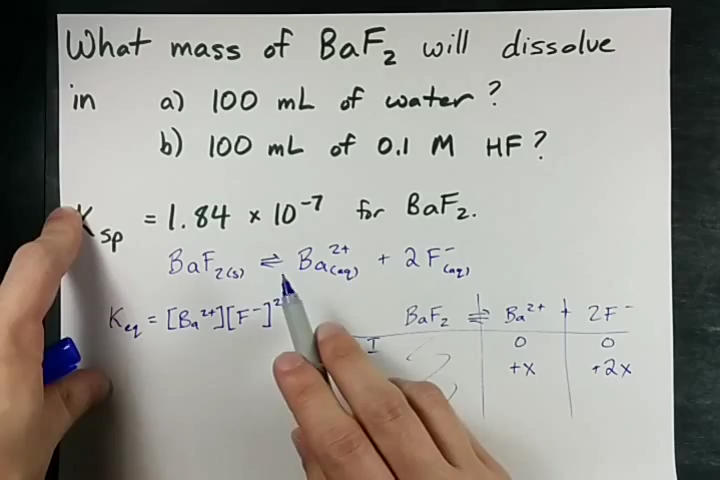 What mass of BaF₂ will dissolve
in a) 100 mL of water?
b) 100 mL of 0.1 M HF?
Ksp = 1.84 × 10⁻⁷ for BaF₂.
BaF₂(s) ⇌ Ba²⁺(aq) + 2F⁻(aq)
Keq = [Ba²⁺][F⁻]²
BaF₂ ⇌ Ba²⁺ + 2F⁻
I 0 0
+x +2x